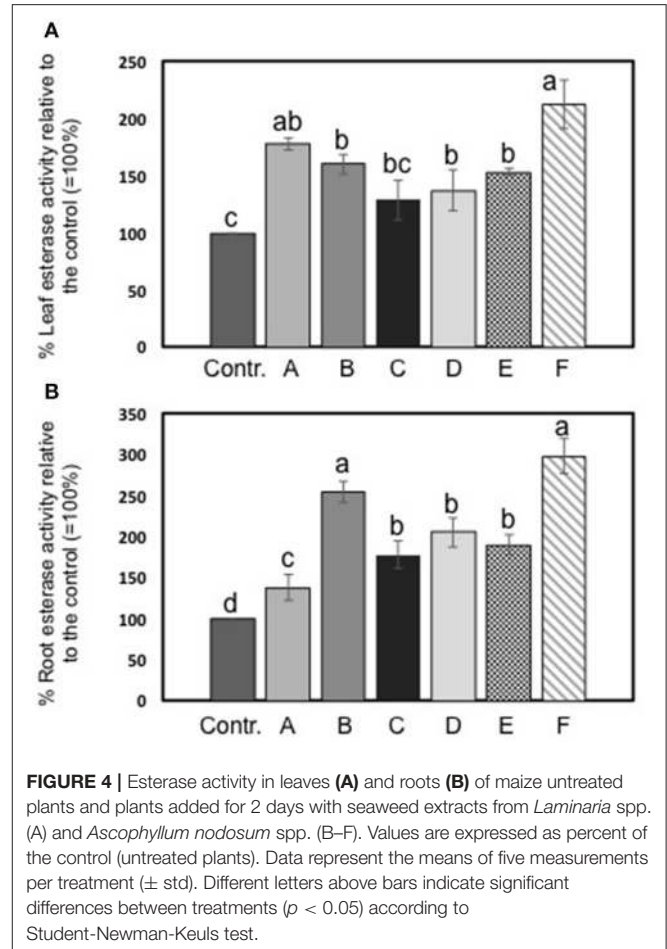 A
% Leaf esterase activity relative to
the control (=100%)
250
200
150
100
50
0
c
ab
b
bc
b
b
a
Contr. A B C D E F
B
% Root esterase activity relative
to the control (=100%)
350
300
250
200
150
100
50
0
d
c
a
b
b
b
a
Contr. A B C D E F
FIGURE 4 | Esterase activity in leaves (A) and roots (B) of maize untreated
plants and plants added for 2 days with seaweed extracts from Laminaria spp.
(A) and Ascophyllum nodosum spp. (B–F). Values are expressed as percent of
the control (untreated plants). Data represent the means of five measurements
per treatment (± std). Different letters above bars indicate significant
differences between treatments (p < 0.05) according to
Student-Newman-Keuls test.